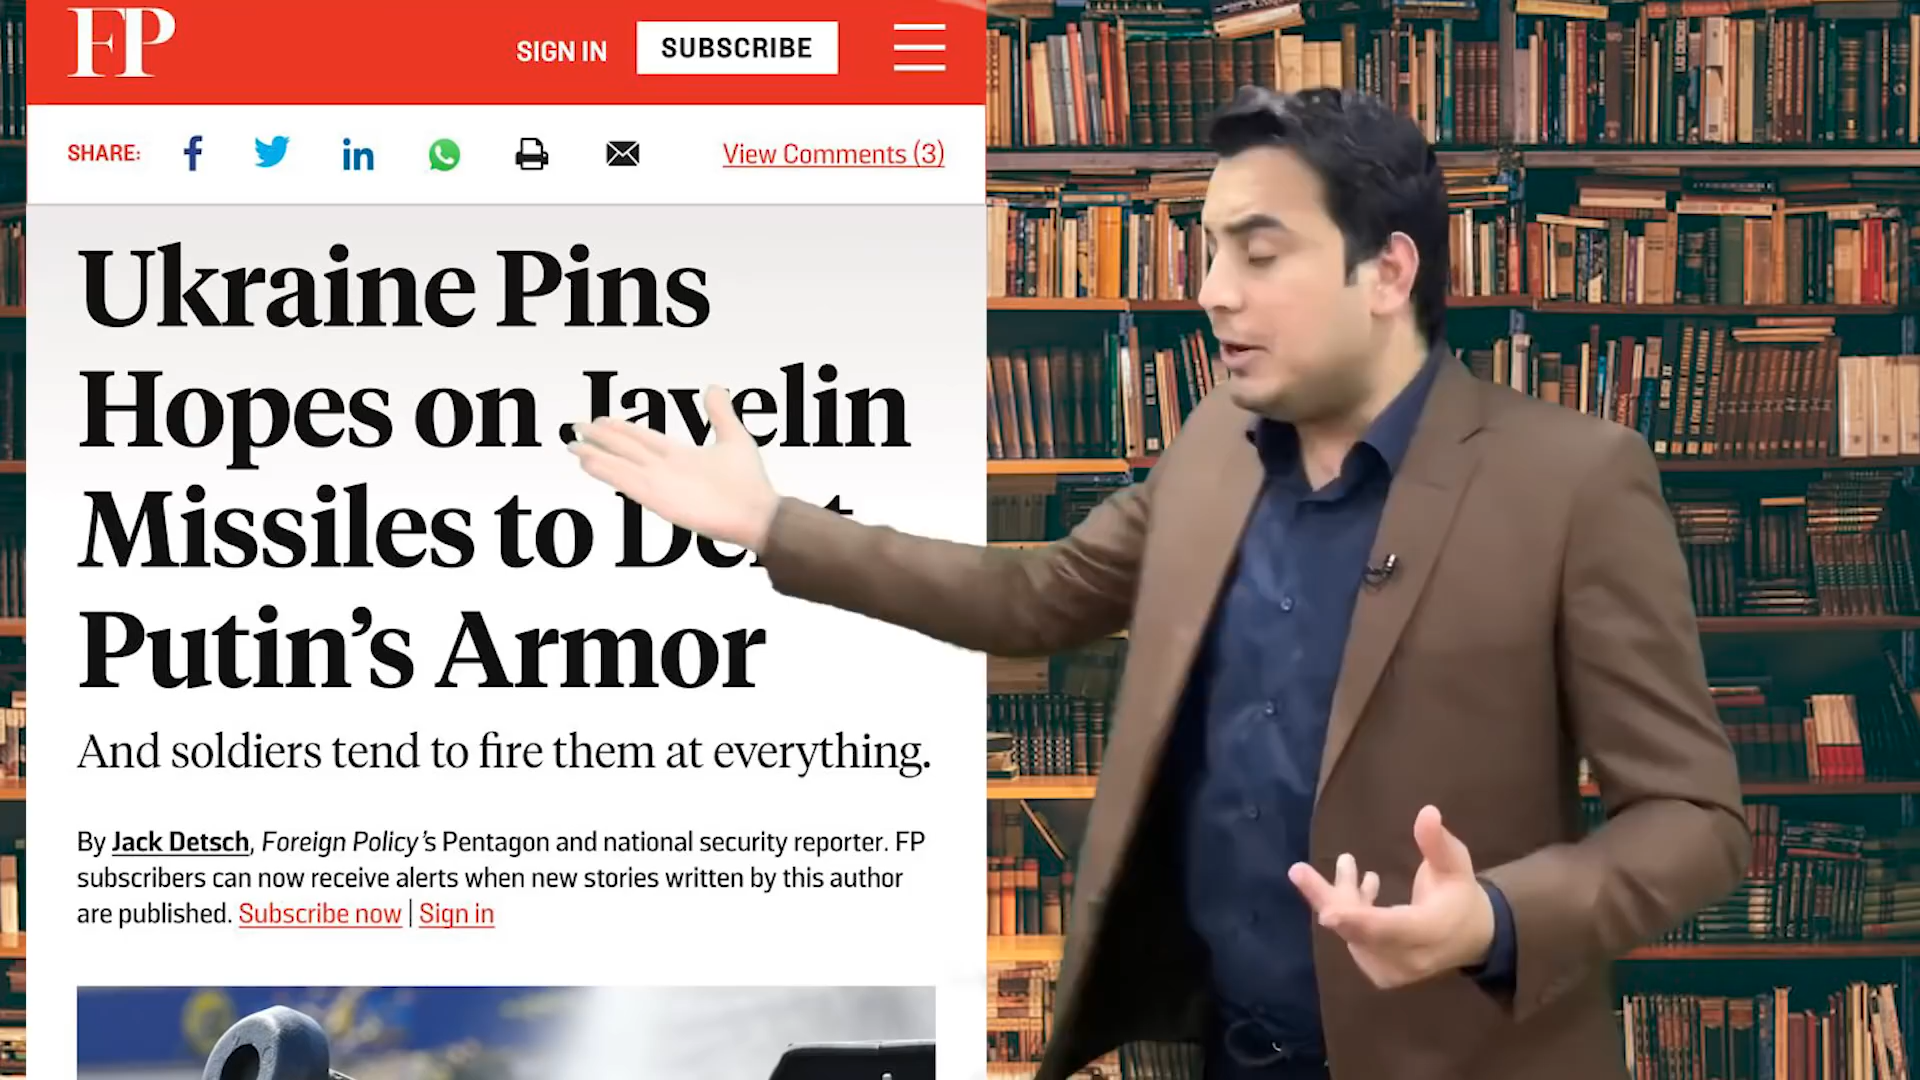 FP
SIGN IN
SUBSCRIBE
SHARE:
View Comments (3)
Ukraine Pins
Hopes on Javelin
Missiles to
Putin's Armor
And soldiers tend to fire them at everything.
By Jack Detsch, Foreign Policy's Pentagon and national security reporter. FP
subscribers can now receive alerts when new stories written by this author
are published. Subscribe now | Sign in